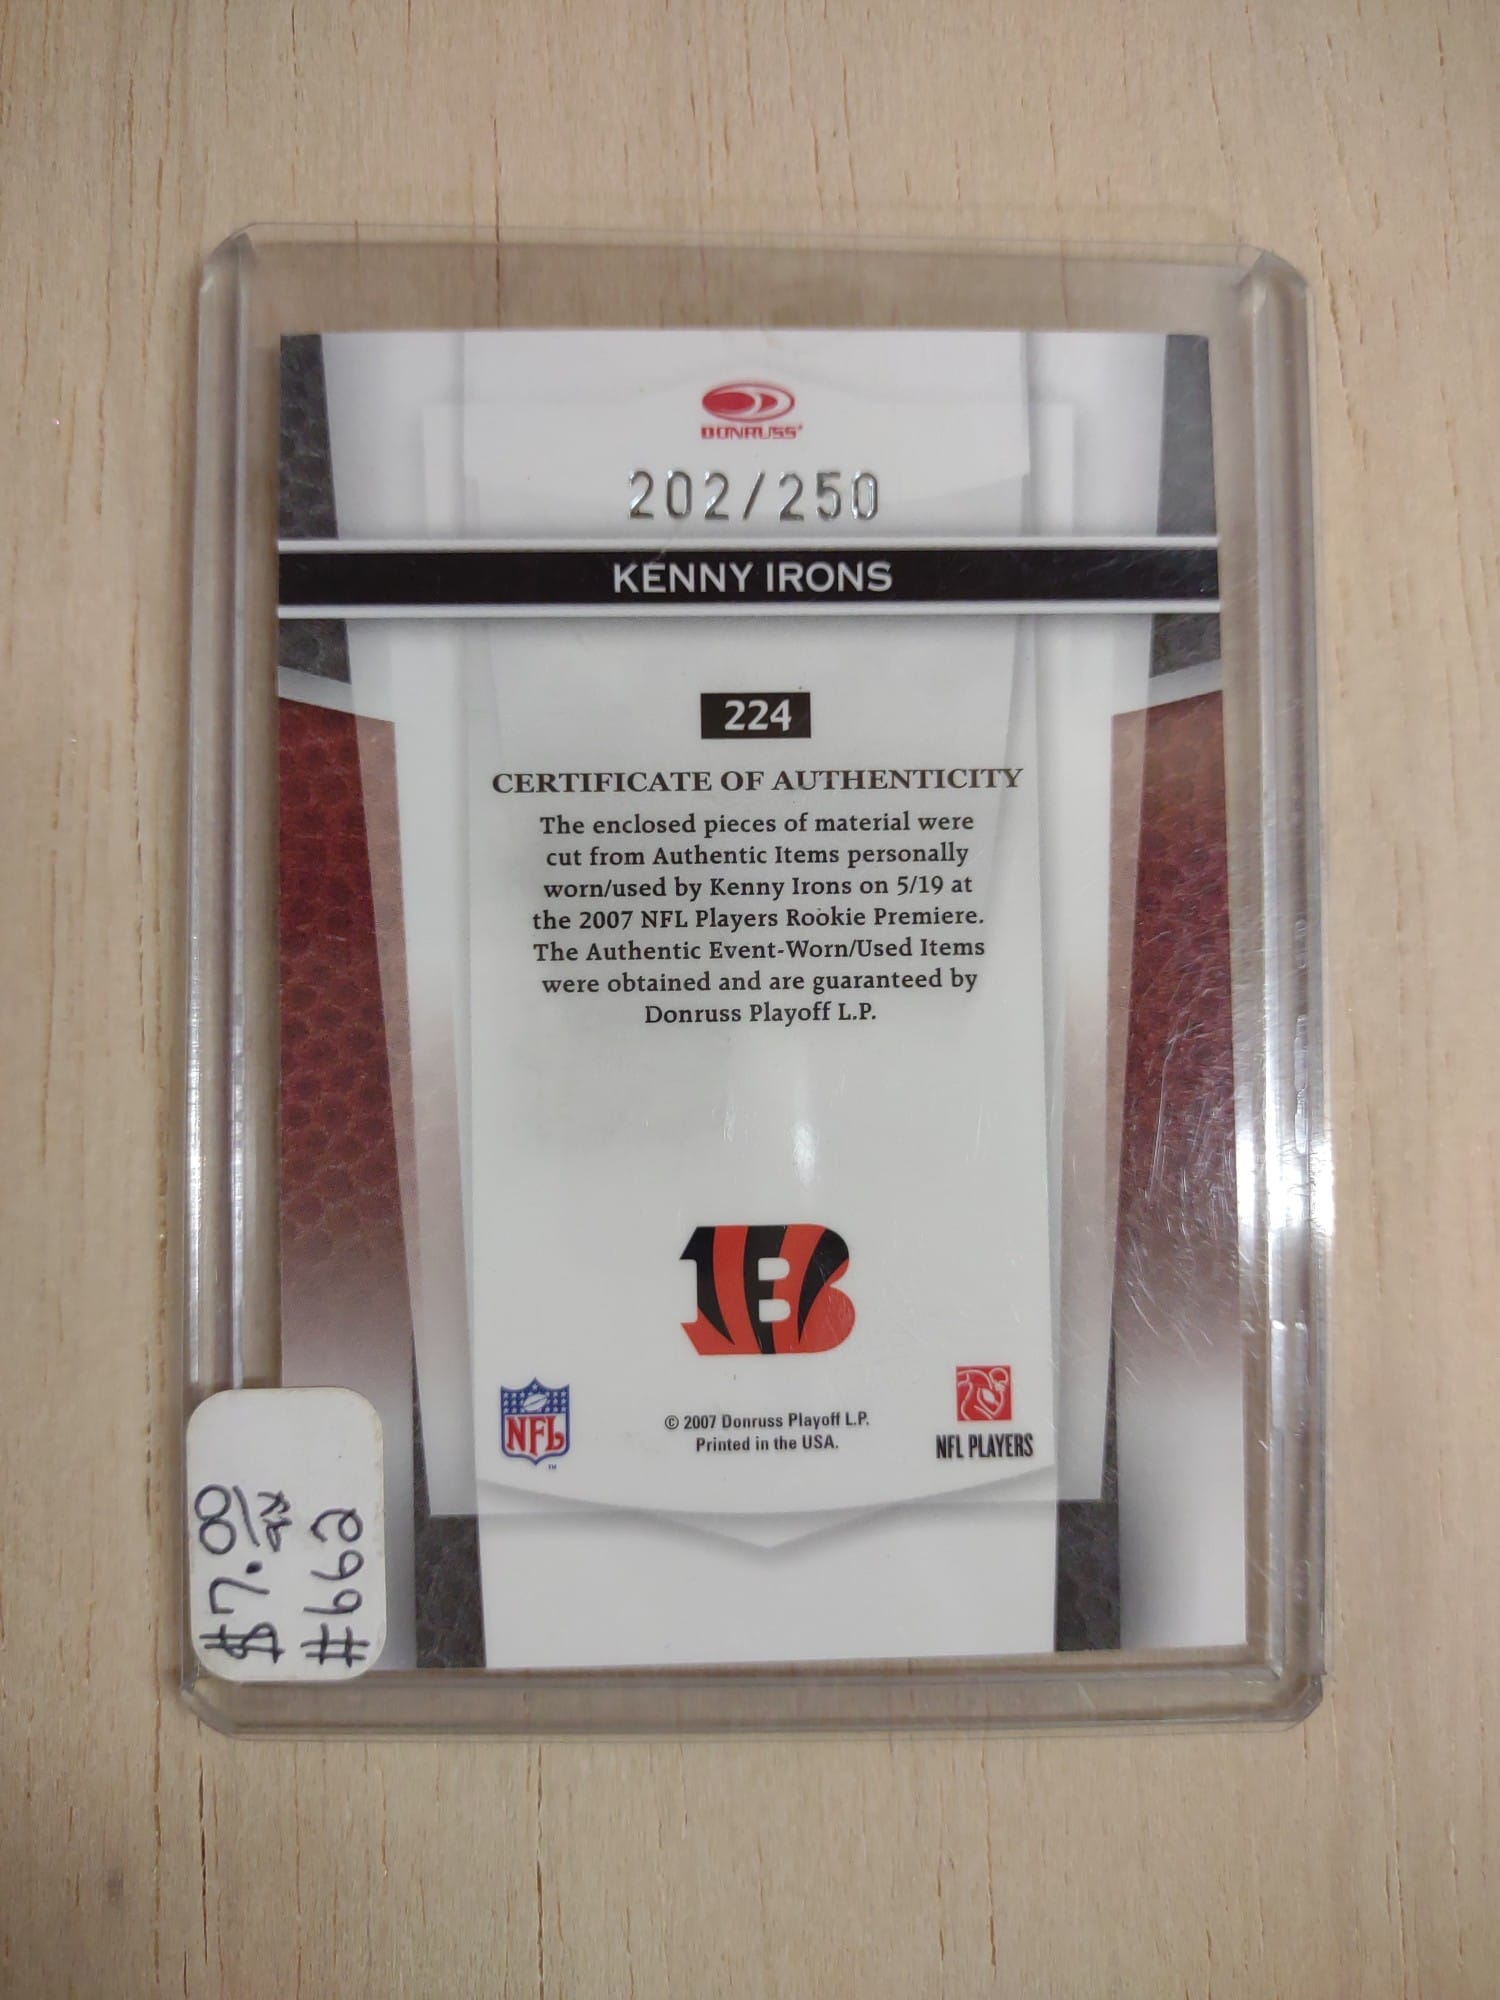 DONRUSS
202/250
KENNY IRONS
224
CERTIFICATE OF AUTHENTICITY
The enclosed pieces of material were
cut from Authentic Items personally
worn/used by Kenny Irons on 5/19 at
the 2007 NFL Players Rookie Premiere.
The Authentic Event-Worn/Used Items
were obtained and are guaranteed by
Donruss Playoff L.P.
B
NFL
TM
© 2007 Donruss Playoff L.P.
Printed in the USA.
NFL PLAYERS
$7.00
#662